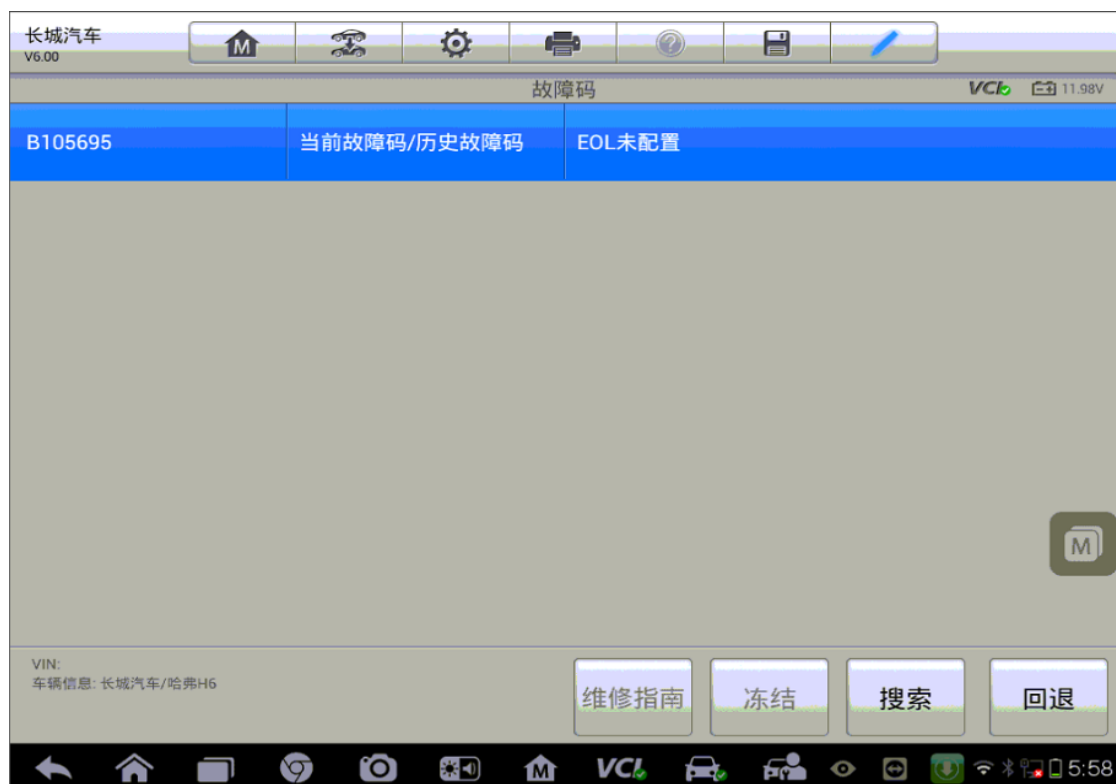 长城汽车
V6.00
M
故障码
VCI
11.98V
B105695
当前故障码/历史故障码
EOL未配置
M
VIN:
车辆信息: 长城汽车/哈弗H6
维修指南
冻结
搜索
回退
M
VCI
5:58